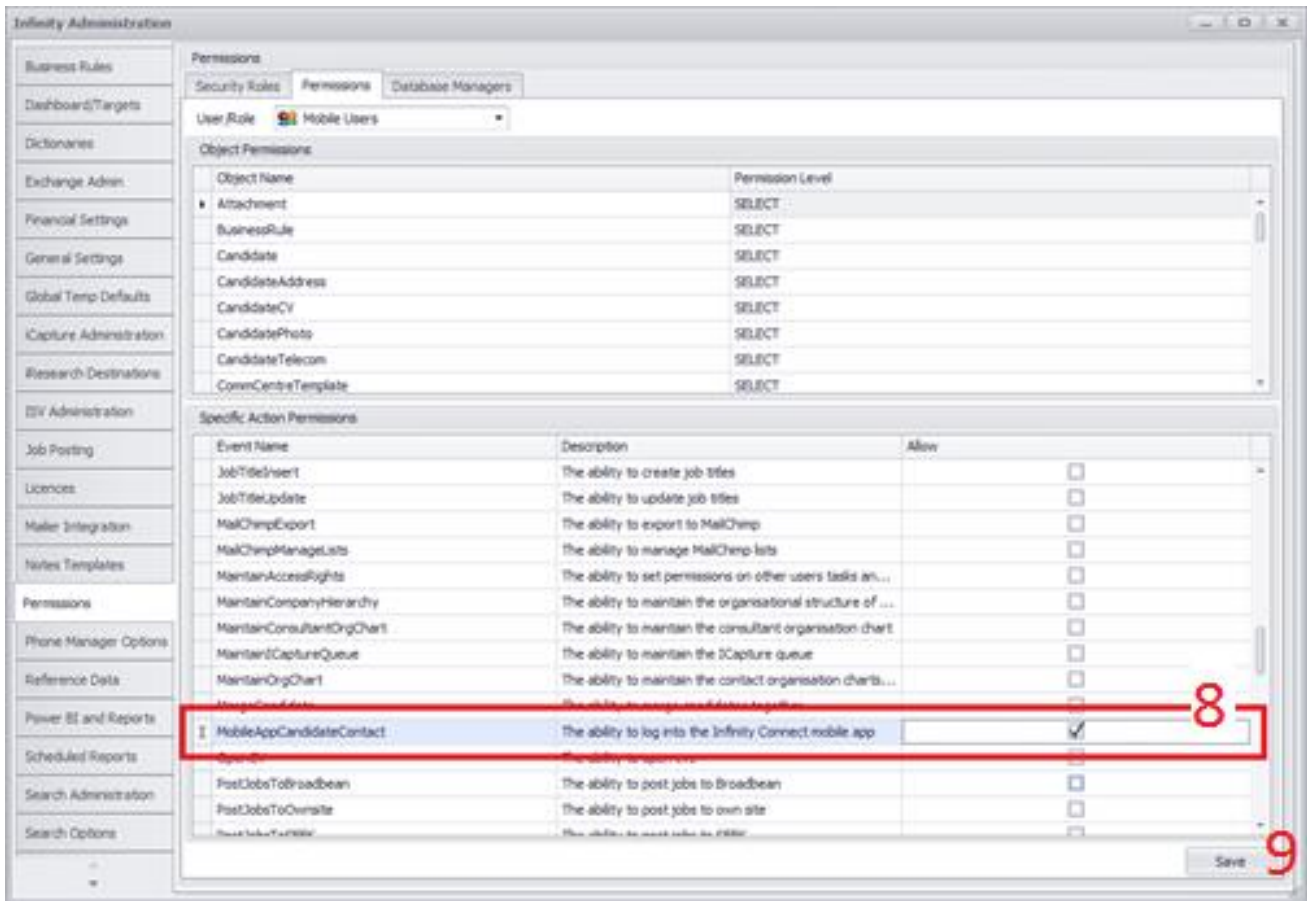 Infinity Administration
Business Rules
Dashboard/Targets
Dictionaries
Exchange Admin
Financial Settings
General Settings
Global Temp Defaults
iCapture Administration
iResearch Destinations
ISV Administration
Job Posting
Licences
Mailer Integration
Notes Templates
Permissions
Phone Manager Options
Reference Data
Power BI and Reports
Scheduled Reports
Search Administration
Search Options
Permissions
Security Roles Permissions Database Managers
User/Role Mobile Users
Object Permissions
Object Name Permission Level
Attachment SELECT
BusinessRule SELECT
Candidate SELECT
CandidateAddress SELECT
CandidateCV SELECT
CandidatePhoto SELECT
CandidateTelecom SELECT
CommCentreTemplate SELECT
Specific Action Permissions
Event Name Description Allow
JobTitleInsert The ability to create job titles
JobTitleUpdate The ability to update job titles
MailChimpExport The ability to export to MailChimp
MailChimpManageLists The ability to manage MailChimp lists
MaintainAccessRights The ability to set permissions on other users tasks an...
MaintainCompanyHierarchy The ability to maintain the organisational structure of ...
MaintainConsultantOrgChart The ability to maintain the consultant organisation chart
MaintainICaptureQueue The ability to maintain the ICapture queue
MaintainOrgChart The ability to maintain the contact organisation charts...
8
MobileAppCandidateContact The ability to log into the Infinity Connect mobile app
PostJobsToBroadbean The ability to post jobs to Broadbean
PostJobsToOwnsite The ability to post jobs to own site
Save 9